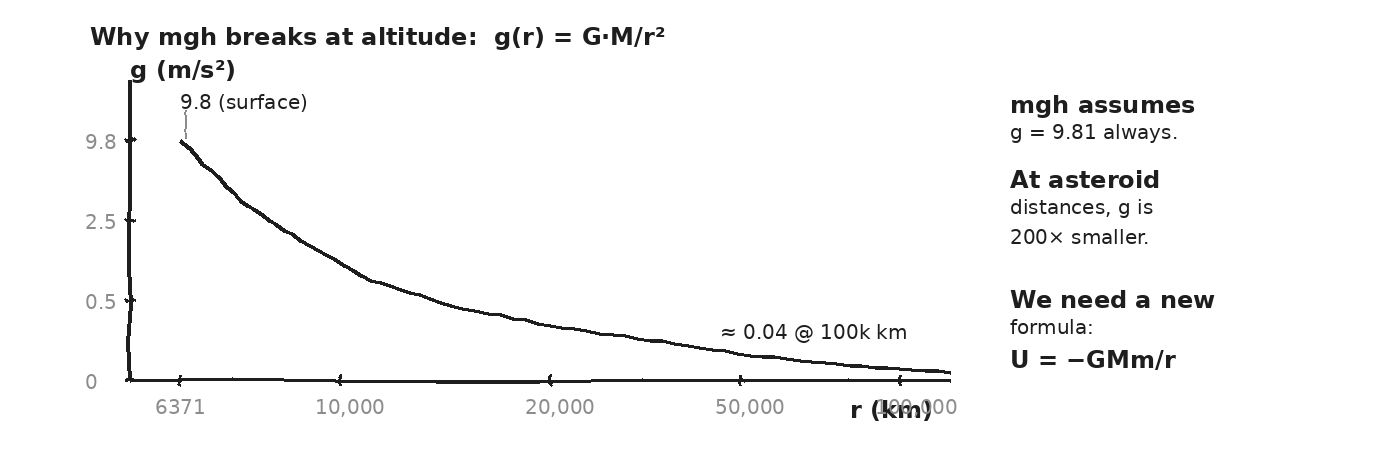 Why mgh breaks at altitude:  g(r) = G·M/r²
g (m/s²)
9.8 (surface)
9.8
2.5
0.5
0
≈ 0.04 @ 100k km
6371
10,000
20,000
50,000
100,000
r (km)
mgh assumes
g = 9.81 always.
At asteroid
distances, g is
200× smaller.
We need a new
formula:
U = −GMm/r